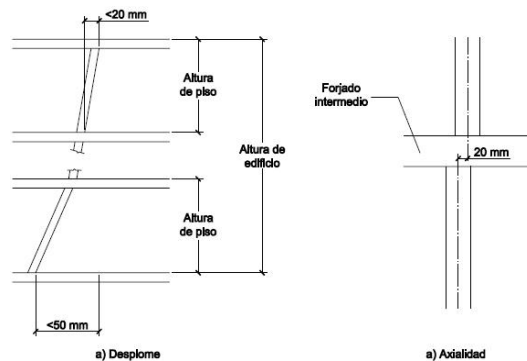 <20 mm
Altura
de piso
Altura de
edificio
Altura
de piso
<50 mm
a) Desplome
Forjado
intermedio
20 mm
a) Axialidad